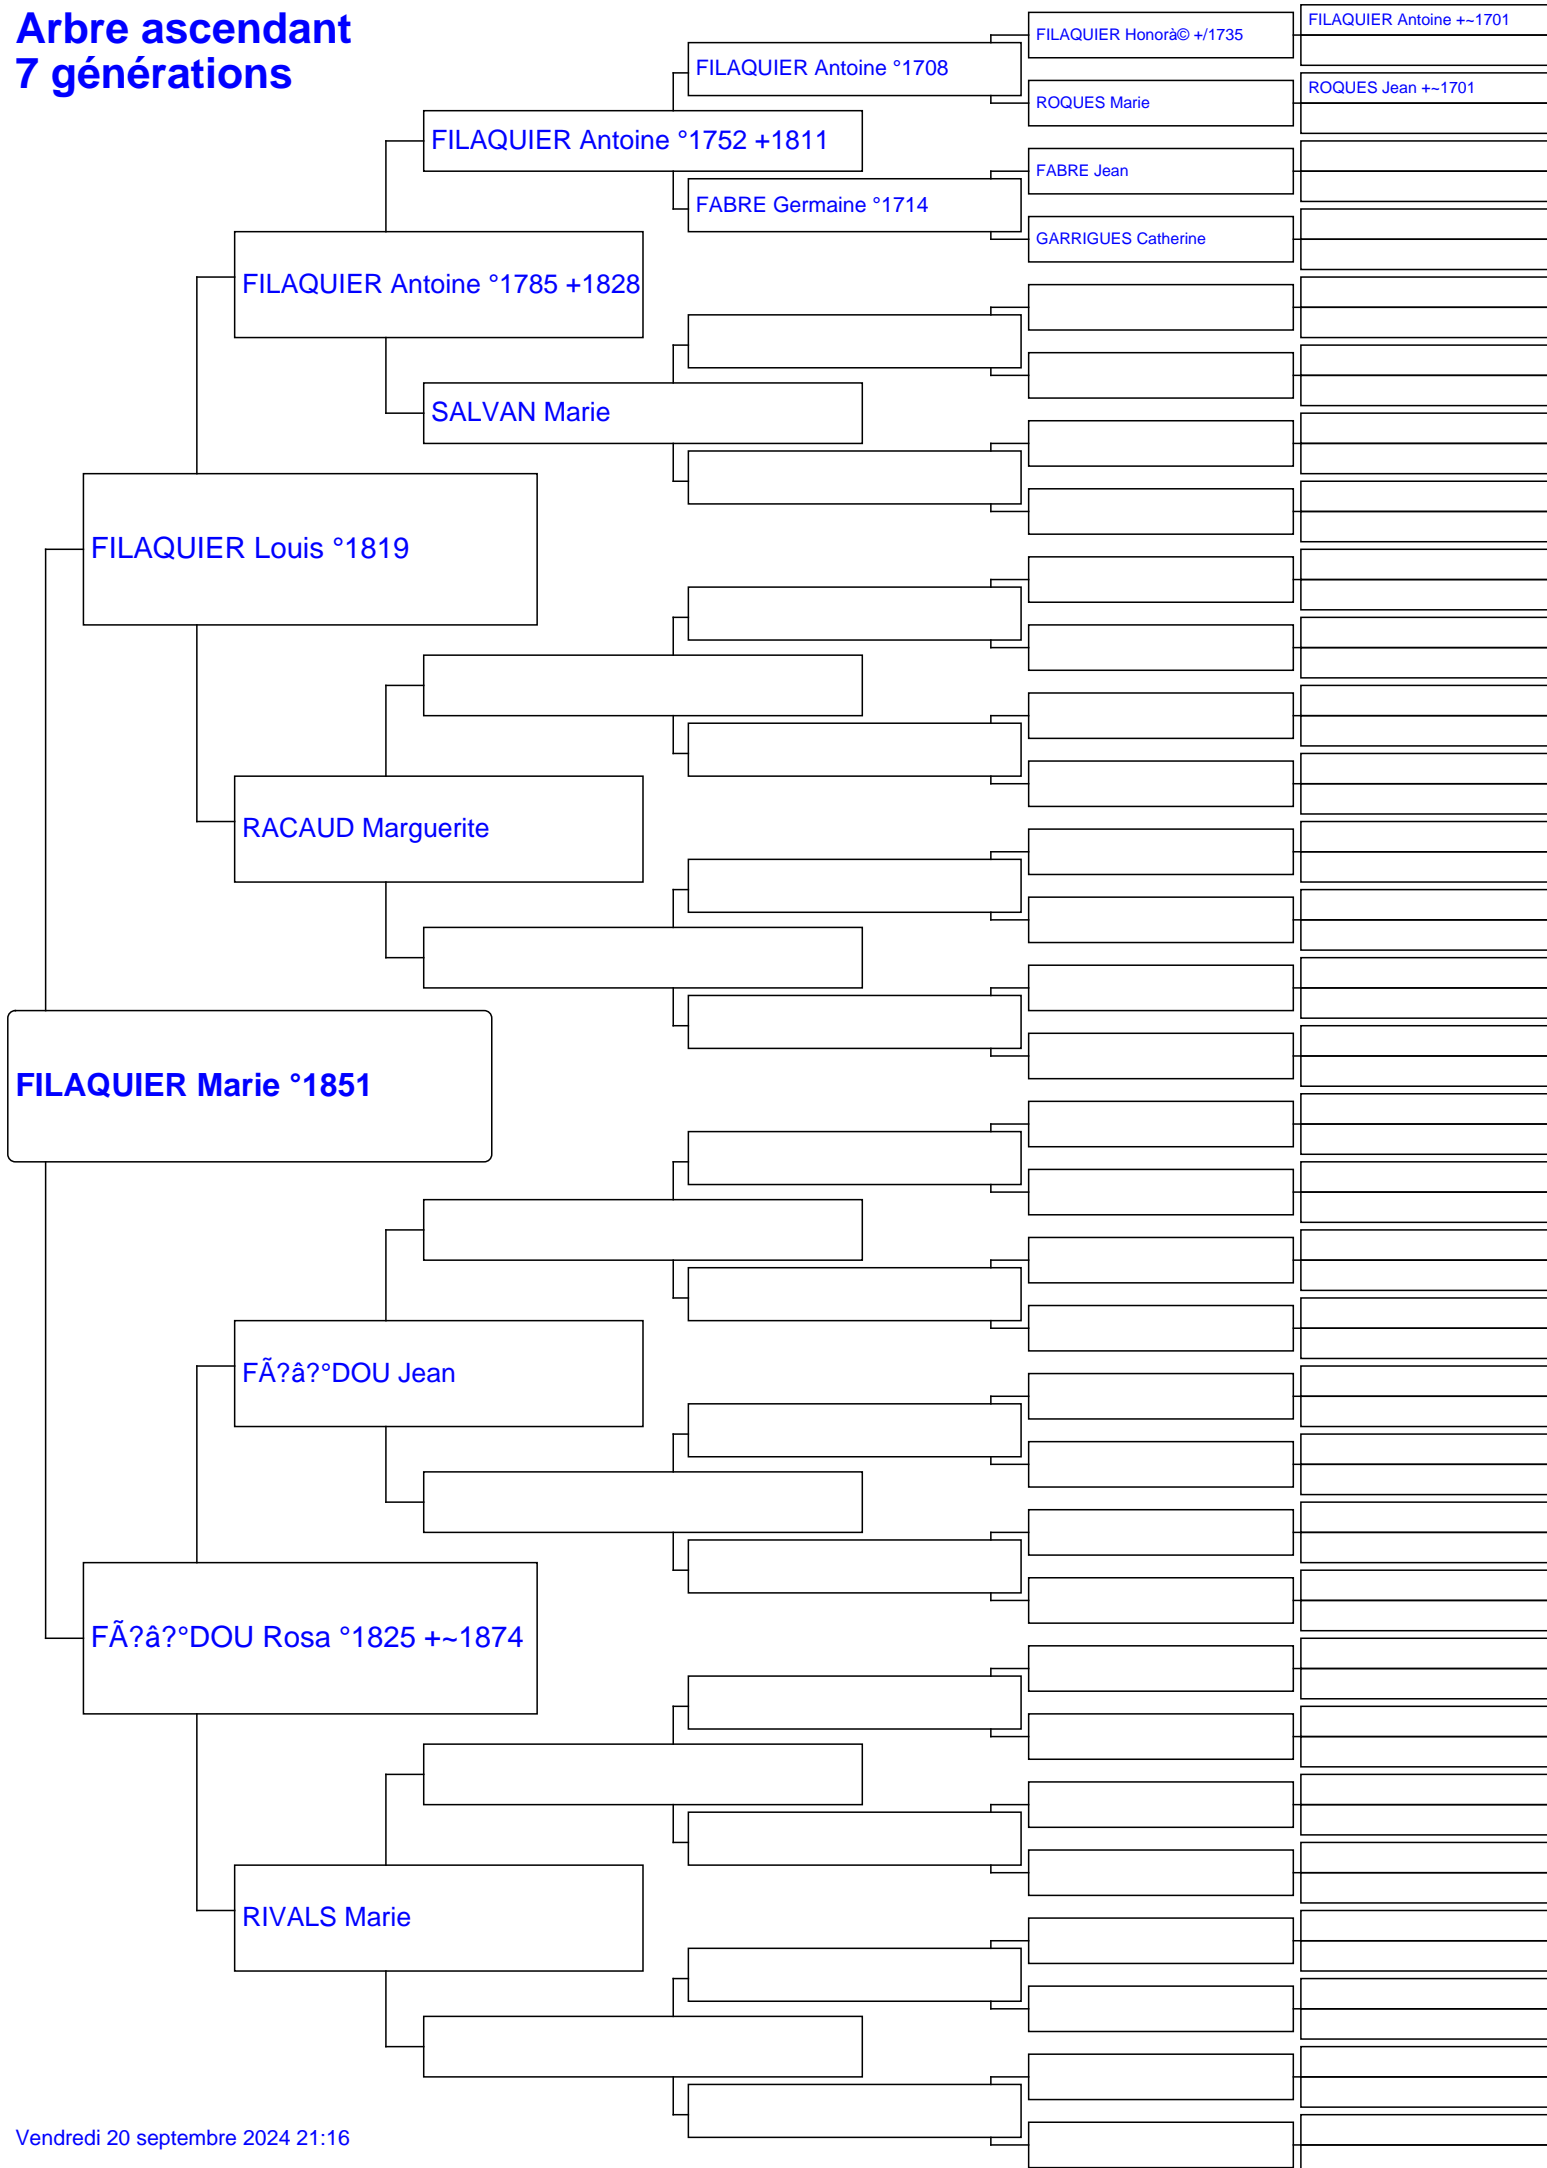 Arbre ascendant
7 générations
FILAQUIER Antoine +~1701
FILAQUIER Honorà© +/1735
FILAQUIER Antoine °1708
ROQUES Jean +~1701
ROQUES Marie
FILAQUIER Antoine °1752 +1811
FABRE Jean
FABRE Germaine °1714
GARRIGUES Catherine
FILAQUIER Antoine °1785 +1828
SALVAN Marie
FILAQUIER Louis °1819
RACAUD Marguerite
FILAQUIER Marie °1851
FÃ?â?°DOU Jean
FÃ?â?°DOU Rosa °1825 +~1874
RIVALS Marie
Vendredi 20 septembre 2024 21:16